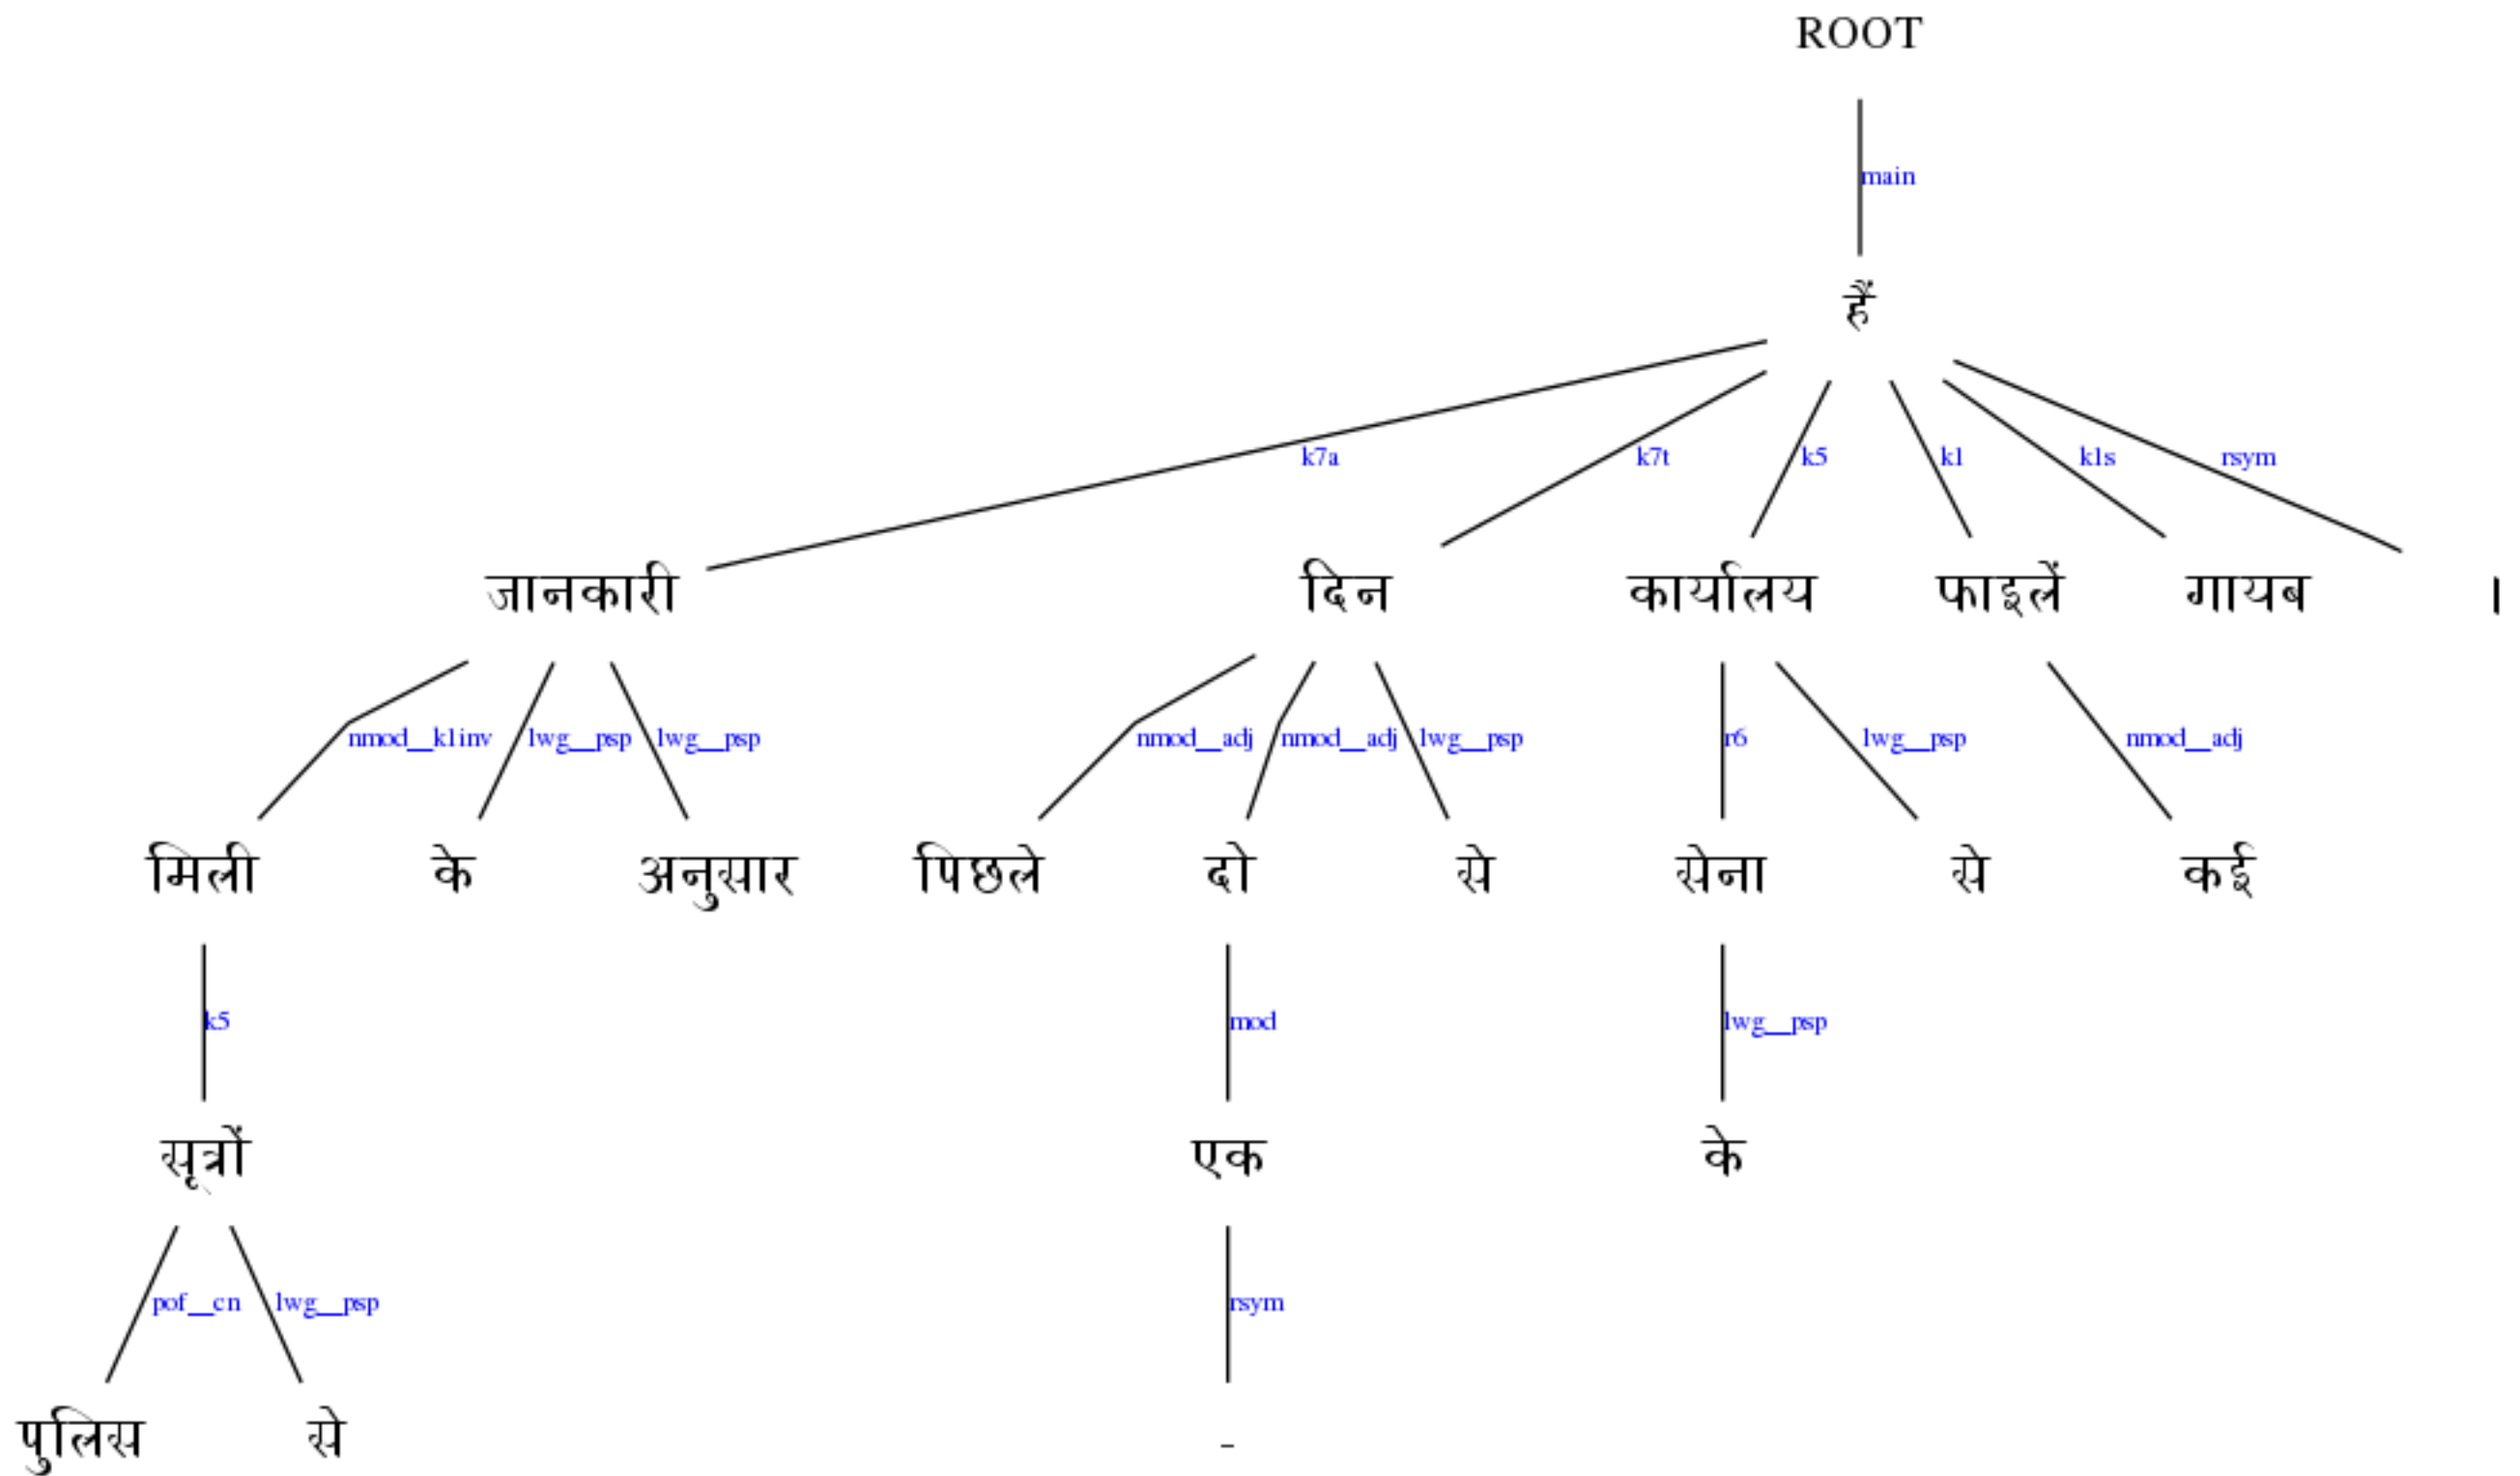 ROOT
main
हैं
k7a k7t k5 k1 k1s rsym
जानकारी दिन कार्यालय फाइलें गायब ।
nmod__k1inv lwg__psp lwg__psp nmod__adj nmod__adj lwg__psp r6 lwg__psp nmod__adj
मिली के अनुसार पिछले दो से सेना से कई
k5 mod lwg__psp
सूत्रों एक के
pof__cn lwg__psp rsym
पुलिस से -